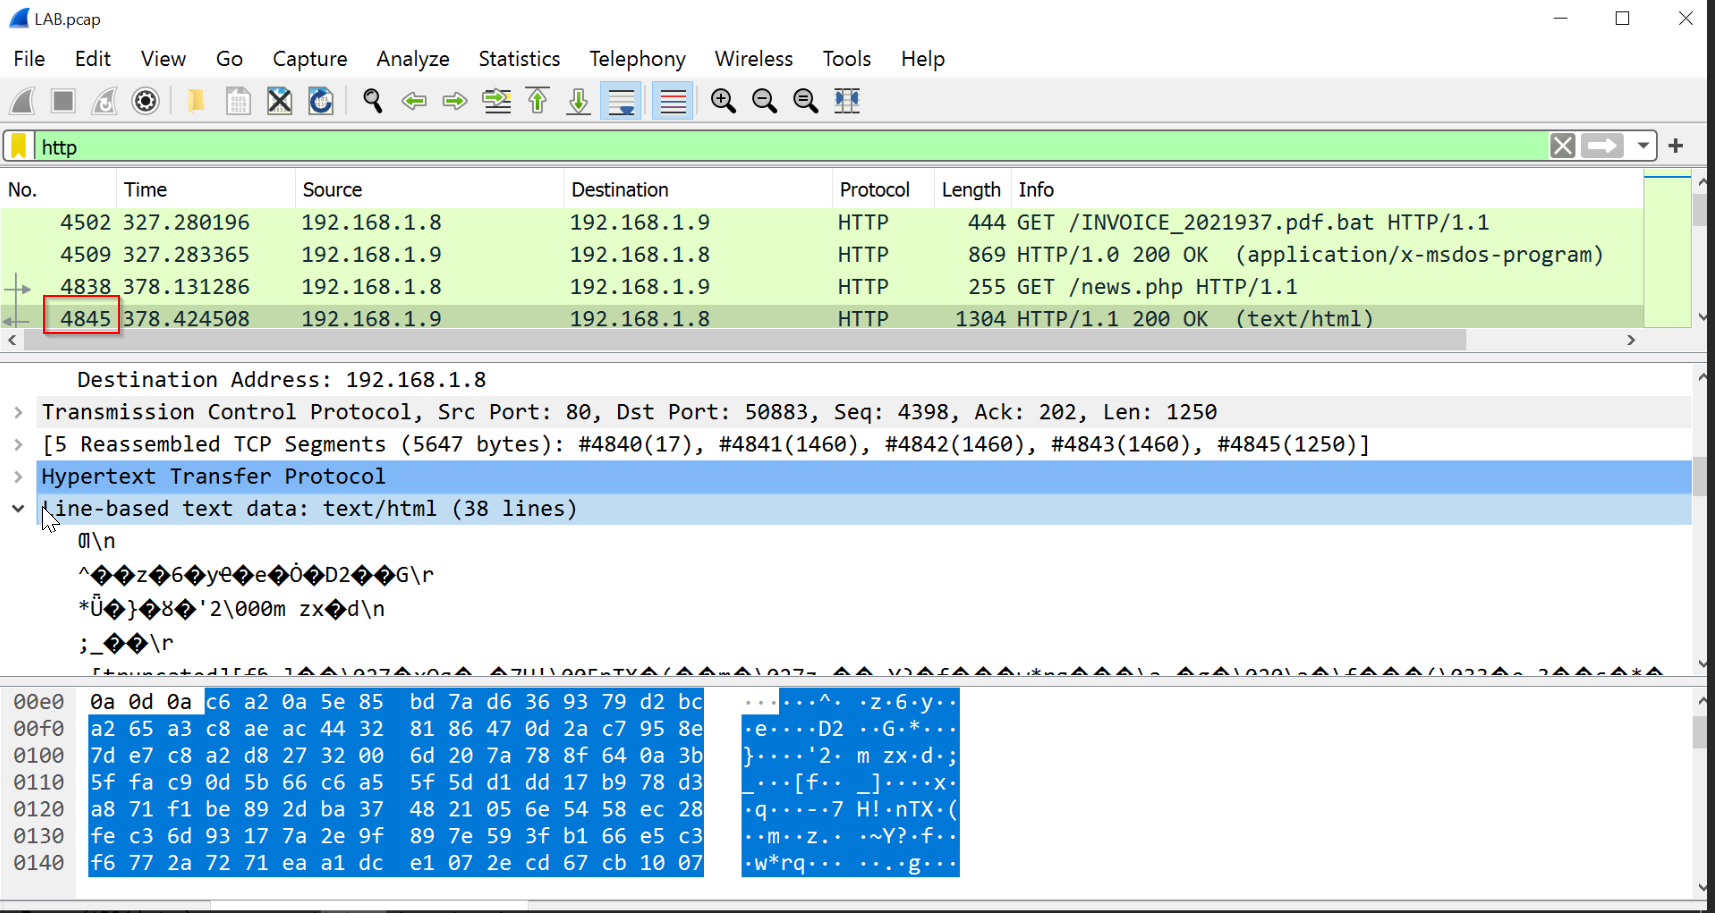 LAB.pcap
File Edit View Go Capture Analyze Statistics Telephony Wireless Tools Help
http
No. Time Source Destination Protocol Length Info
4502 327.280196 192.168.1.8 192.168.1.9 HTTP 444 GET /INVOICE_2021937.pdf.bat HTTP/1.1
4509 327.283365 192.168.1.9 192.168.1.8 HTTP 869 HTTP/1.0 200 OK (application/x-msdos-program)
4838 378.131286 192.168.1.8 192.168.1.9 HTTP 255 GET /news.php HTTP/1.1
4845 378.424508 192.168.1.9 192.168.1.8 HTTP 1304 HTTP/1.1 200 OK (text/html)
Destination Address: 192.168.1.8
Transmission Control Protocol, Src Port: 80, Dst Port: 50883, Seq: 4398, Ack: 202, Len: 1250
[5 Reassembled TCP Segments (5647 bytes): #4840(17), #4841(1460), #4842(1460), #4843(1460), #4845(1250)]
Hypertext Transfer Protocol
Line-based text data: text/html (38 lines)
\n
^��z�6�y�e�Ȯ�D2��G\r
*Ǖ�}�Ȣ�'2\000m zx�d\n
;_��\r
00e0 0a 0d 0a c6 a2 0a 5e 85 bd 7a d6 36 93 79 d2 bc ······^· ·z·6·y··
00f0 a2 65 a3 c8 ae ac 44 32 81 86 47 0d 2a c7 95 8e ·e····D2 ··G·*···
0100 7d e7 c8 a2 d8 27 32 00 6d 20 7a 78 8f 64 0a 3b }····'2· m zx·d·;
0110 5f fa c9 0d 5b 66 c6 a5 5f 5d d1 dd 17 b9 78 d3 _···[f·· _]····x·
0120 a8 71 f1 be 89 2d ba 37 48 21 05 6e 54 58 ec 28 ·q···-·7 H!·nTX·(
0130 fe c3 6d 93 17 7a 2e 9f 89 7e 59 3f b1 66 e5 c3 ··m··z.· ·~Y?·f··
0140 f6 77 2a 72 71 ea a1 dc e1 07 2e cd 67 cb 10 07 ·w*rq··· ··.·g···